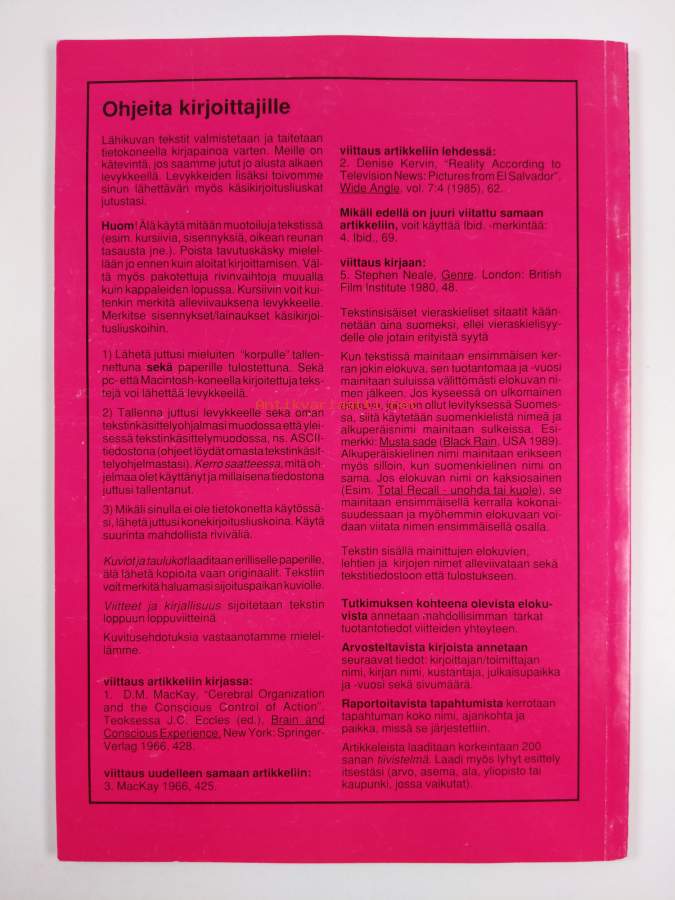 Ohjeita kirjoittajille
Lähikuvan tekstit valmistetaan ja taitetaan
tietokoneella kirjapainoa varten. Meille on
kätevintä, jos saamme jutut jo alusta alkaen
levykkeellä. Levykkeiden lisäksi toivomme
sinun lähettävän myös käsikirjoitusliuskat
jutustasi.
Huom! Älä käytä mitään muotoiluja tekstissä
(esim. kursiivia, sisennyksiä, oikean reunan
tasausta jne.). Poista tavutuskäsky mielel-
lään jo ennen kuin aloitat kirjoittamisen. Väl-
tä myös pakotettuja rivinvaihtoja muualla
kuin kappaleiden lopussa. Kursiivin voit kui-
tenkin merkitä alleviivauksena levykkeelle.
Merkitse sisennykset/lainaukset käsikirjo-
itusliuskoihin.
1) Lähetä juttusi mieluiten "korpulle" tallen-
nettuna sekä paperille tulostettuna. Sekä
pc- että Macintosh-koneella kirjoitettuja teks-
tejä voi lähettää levykkeellä.
2) Tallenna juttusi levykkeelle sekä oman
tekstinkäsittelyohjalmasi muodossa että ylei-
sessä tekstinkäsittelymuodossa, ns. ASCII-
tiedostona (ohjeet löydät omasta tekstinkäsit-
telyohjelmastasi). Kerro saatteessa, mitä oh-
jelmaa olet käyttänyt ja millaisena tiedostona
juttusi tallentanut.
3) Mikäli sinulla ei ole tietokonetta käytössä-
si, lähetä juttusi konekirjoitusliuskoina. Käytä
suurinta mahdollista riviväliä.
Kuviot ja taulukot laaditaan erilliselle paperille,
älä lähetä kopioita vaan originaalit. Tekstiin
voit merkitä haluamasi sijoituspaikan kuviolle.
Viitteet ja kirjallisuus sijoitetaan tekstin
loppuun loppuviitteinä
Kuvitusehdotuksia vastaanotamme mielel-
lämme.
viittaus artikkeliin kirjassa:
1. D.M. MacKay, "Cerebral Organization
and the Conscious Control of Action".
Teoksessa J.C. Eccles (ed.), Brain and
Conscious Experience. New York: Springer-
Verlag 1966, 428.
viittaus uudelleen samaan artikkeliin:
3. MacKay 1966, 425.
viittaus artikkeliin lehdessä:
2. Denise Kervin, "Reality According to
Television News: Pictures from El Salvador".
Wide Angle, vol. 7:4 (1985), 62.
Mikäli edellä on juuri viitattu samaan
artikkeliin, voit käyttää Ibid. -merkintää:
4. Ibid., 69.
viittaus kirjaan:
5. Stephen Neale, Genre. London: British
Film Institute 1980, 48.
Tekstinsisäiset vieraskieliset sitaatit kään-
netään aina suomeksi, ellei vieraskielisyy-
delle ole jotain erityistä syytä
Kun tekstissä mainitaan ensimmäisen ker-
ran jokin elokuva, sen tuotantomaa ja -vuosi
mainitaan suluissa välittömästi elokuvan ni-
men jälkeen. Jos kyseessä on ulkomainen
elokuva, joka on ollut levityksessä Suomes-
sa, siitä käytetään suomenkielistä nimeä ja
alkuperäisnimi mainitaan sulkeissa. Esi-
merkki: Musta sade (Black Rain, USA 1989).
Alkuperäiskielinen nimi mainitaan erikseen
myös silloin, kun suomenkielinen nimi on
sama. Jos elokuvan nimi on kaksiosainen
(Esim. Total Recall - unohda tai kuole), se
mainitaan ensimmäisellä kerralla kokonai-
suudessaan ja myöhemmin elokuvaan voi-
daan viitata nimen ensimmäisellä osalla.
Tekstin sisällä mainittujen elokuvien,
lehtien ja kirjojen nimet alleviivataan sekä
tekstitiedostoon että tulostukseen.
Tutkimuksen kohteena olevista eloku-
vista annetaan mahdollisimman tarkat
tuotantotiedot viitteiden yhteyteen.
Arvosteltavista kirjoista annetaan
seuraavat tiedot: kirjoittajan/toimittajan
nimi, kirjan nimi, kustantaja, julkaisupaikka
ja -vuosi sekä sivumäärä.
Raportoitavista tapahtumista kerrotaan
tapahtuman koko nimi, ajankohta ja
paikka, missä se järjestettiin.
Artikkeleista laaditaan korkeintaan 200
sanan tiivistelmä. Laadi myös lyhyt esittely
itsestäsi (arvo, asema, ala, yliopisto tai
kaupunki, jossa vaikutat).